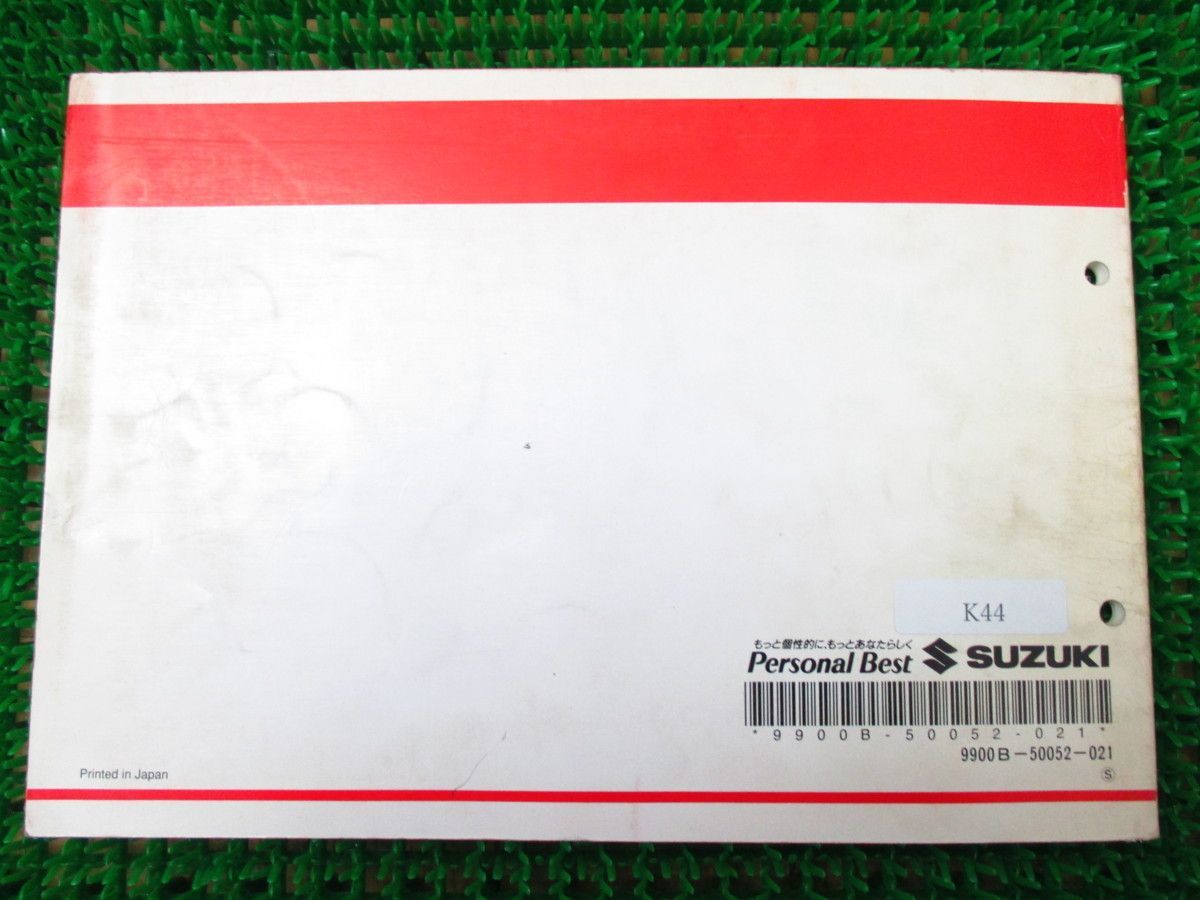 K44
もっと個性的に、もっとあなたらしく
Personal Best SUZUKI
*9900B-50052-021*
9900B-50052-021
Printed in Japan
Ⓢ